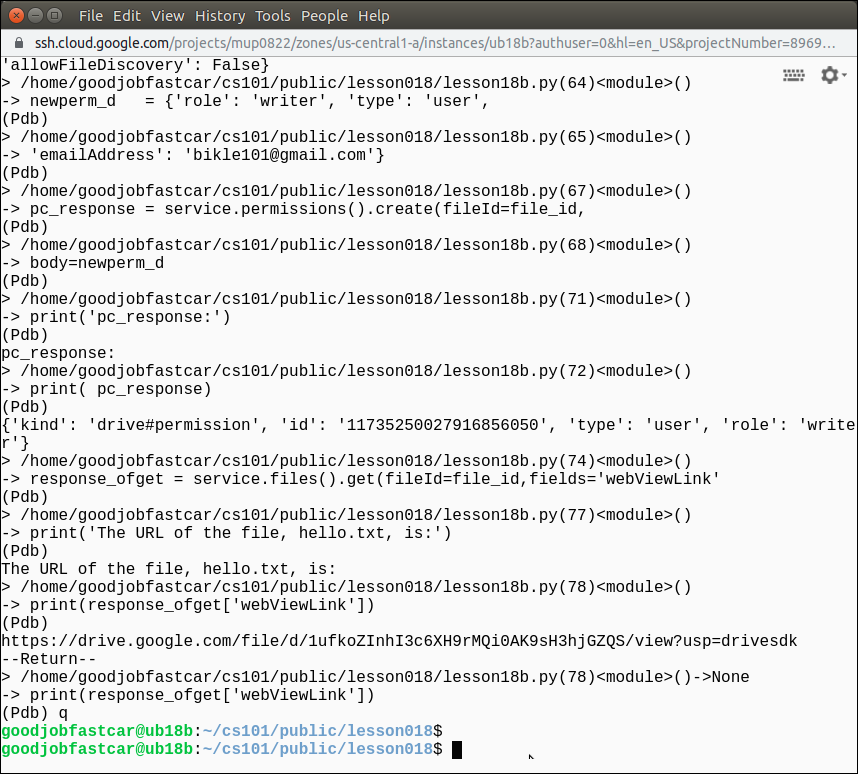 File Edit View History Tools People Help
ssh.cloud.google.com/projects/mup0822/zones/us-central1-a/instances/ub18b?authuser=0&hl=en_US&projectNumber=8969…
'allowFileDiscovery': False}
> /home/goodjobfastcar/cs101/public/lesson018/lesson18b.py(64)<module>()
-> newperm_d   = {'role': 'writer', 'type': 'user',
(Pdb)
> /home/goodjobfastcar/cs101/public/lesson018/lesson18b.py(65)<module>()
-> 'emailAddress': 'bikle101@gmail.com'}
(Pdb)
> /home/goodjobfastcar/cs101/public/lesson018/lesson18b.py(67)<module>()
-> pc_response = service.permissions().create(fileId=file_id,
(Pdb)
> /home/goodjobfastcar/cs101/public/lesson018/lesson18b.py(68)<module>()
-> body=newperm_d
(Pdb)
> /home/goodjobfastcar/cs101/public/lesson018/lesson18b.py(71)<module>()
-> print('pc_response:')
(Pdb)
pc_response:
> /home/goodjobfastcar/cs101/public/lesson018/lesson18b.py(72)<module>()
-> print( pc_response)
(Pdb)
{'kind': 'drive#permission', 'id': '11735250027916856050', 'type': 'user', 'role': 'write
r'}
> /home/goodjobfastcar/cs101/public/lesson018/lesson18b.py(74)<module>()
-> response_ofget = service.files().get(fileId=file_id,fields='webViewLink'
(Pdb)
> /home/goodjobfastcar/cs101/public/lesson018/lesson18b.py(77)<module>()
-> print('The URL of the file, hello.txt, is:')
(Pdb)
The URL of the file, hello.txt, is:
> /home/goodjobfastcar/cs101/public/lesson018/lesson18b.py(78)<module>()
-> print(response_ofget['webViewLink'])
(Pdb)
https://drive.google.com/file/d/1ufkoZInhI3c6XH9rMQi0AK9sH3hjGZQS/view?usp=drivesdk
--Return--
> /home/goodjobfastcar/cs101/public/lesson018/lesson18b.py(78)<module>()->None
-> print(response_ofget['webViewLink'])
(Pdb) q
goodjobfastcar@ub18b:~/cs101/public/lesson018$
goodjobfastcar@ub18b:~/cs101/public/lesson018$